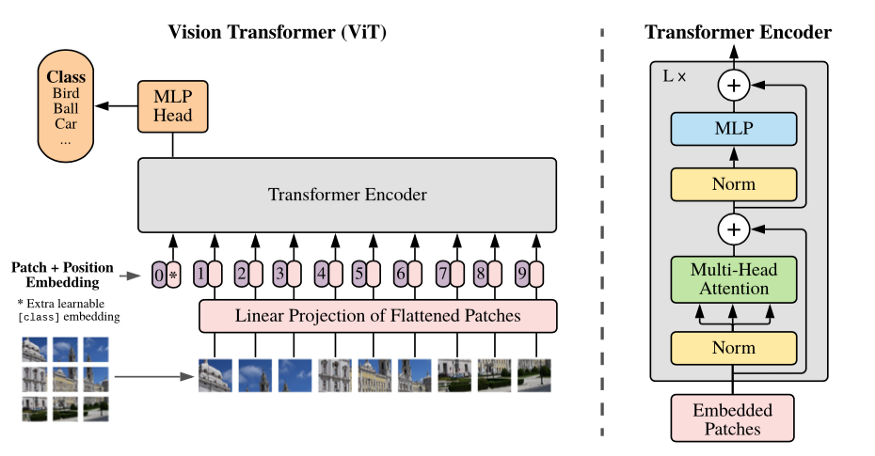 Vision Transformer (ViT)
Class
Bird
Ball
Car
...
MLP
Head
Transformer Encoder
Patch + Position
Embedding
0 * 1 2 3 4 5 6 7 8 9
* Extra learnable
[class] embedding
Linear Projection of Flattened Patches
Transformer Encoder
L ×
+
MLP
Norm
+
Multi-Head
Attention
Norm
Embedded
Patches